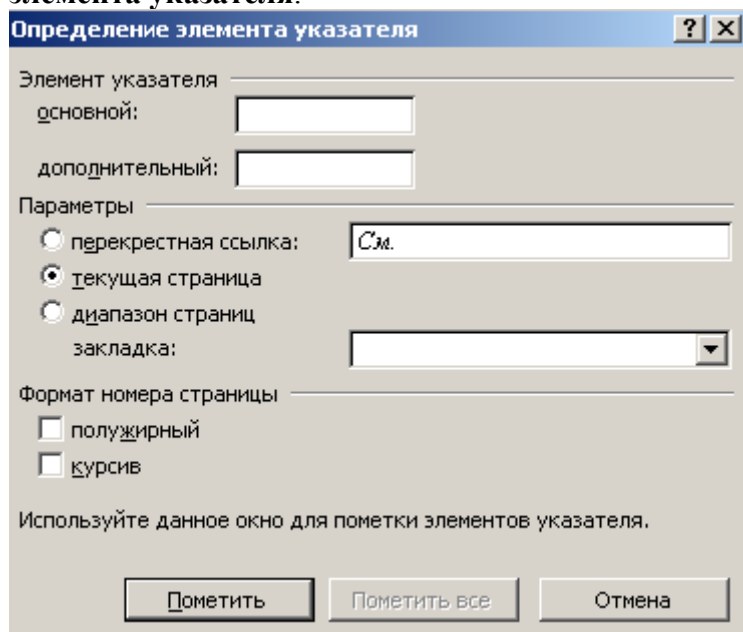 элемента указателя.
Определение элемента указателя
Элемент указателя
основной:
дополнительный:
Параметры
перекрестная ссылка: См.
текущая страница
диапазон страниц
закладка:
Формат номера страницы
полужирный
курсив
Используйте данное окно для пометки элементов указателя.
Пометить Пометить все Отмена